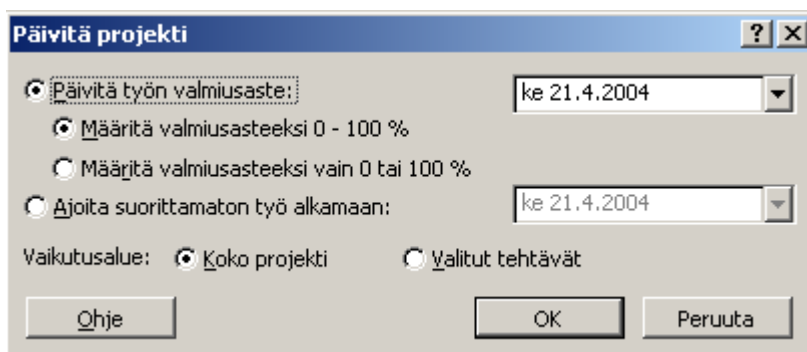 Päivitä projekti
Päivitä työn valmiusaste: ke 21.4.2004
Määritä valmiusasteeksi 0 - 100 %
Määritä valmiusasteeksi vain 0 tai 100 %
Ajoita suorittamaton työ alkamaan: ke 21.4.2004
Vaikutusalue: Koko projekti Valitut tehtävät
Ohje OK Peruuta